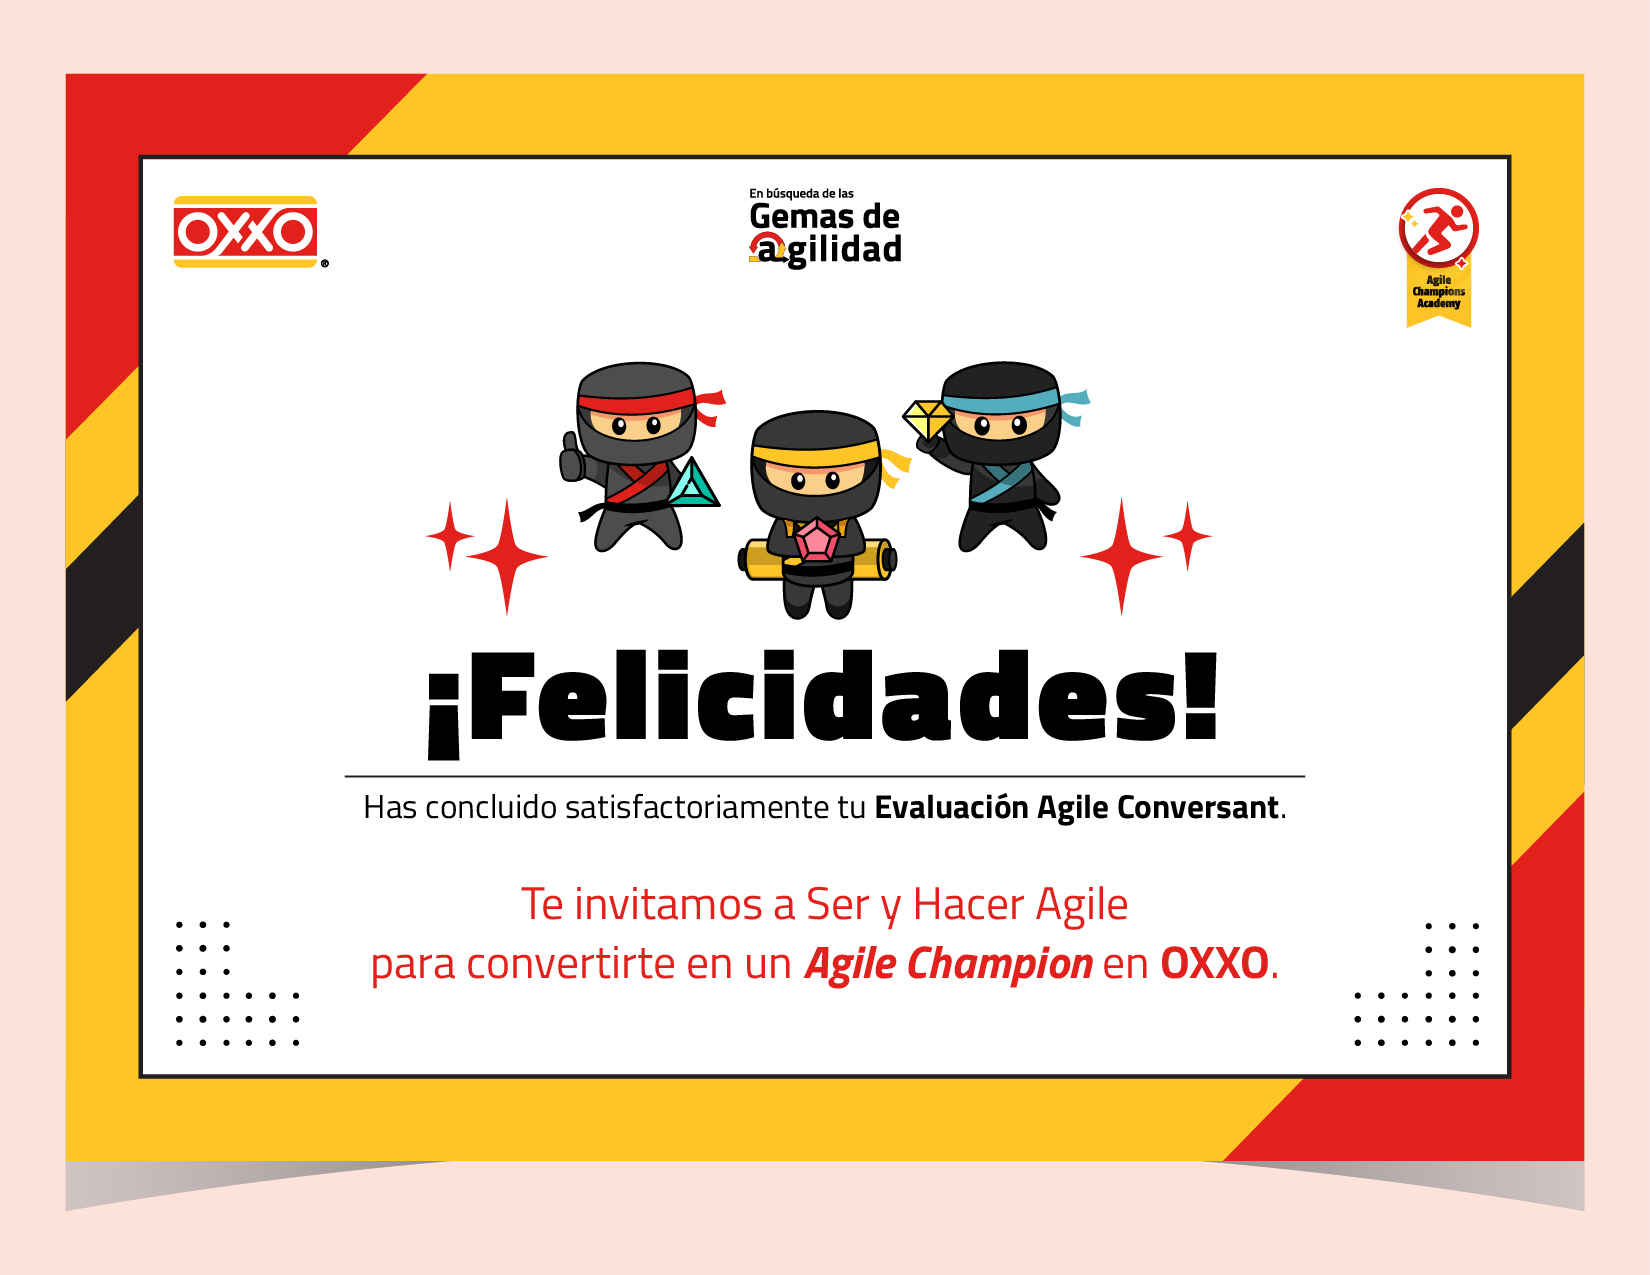 OXXO
®
En búsqueda de las
Gemas de
agilidad
Agile
Champions
Academy
¡Felicidades!
Has concluido satisfactoriamente tu Evaluación Agile Conversant.
Te invitamos a Ser y Hacer Agile
para convertirte en un Agile Champion en OXXO.